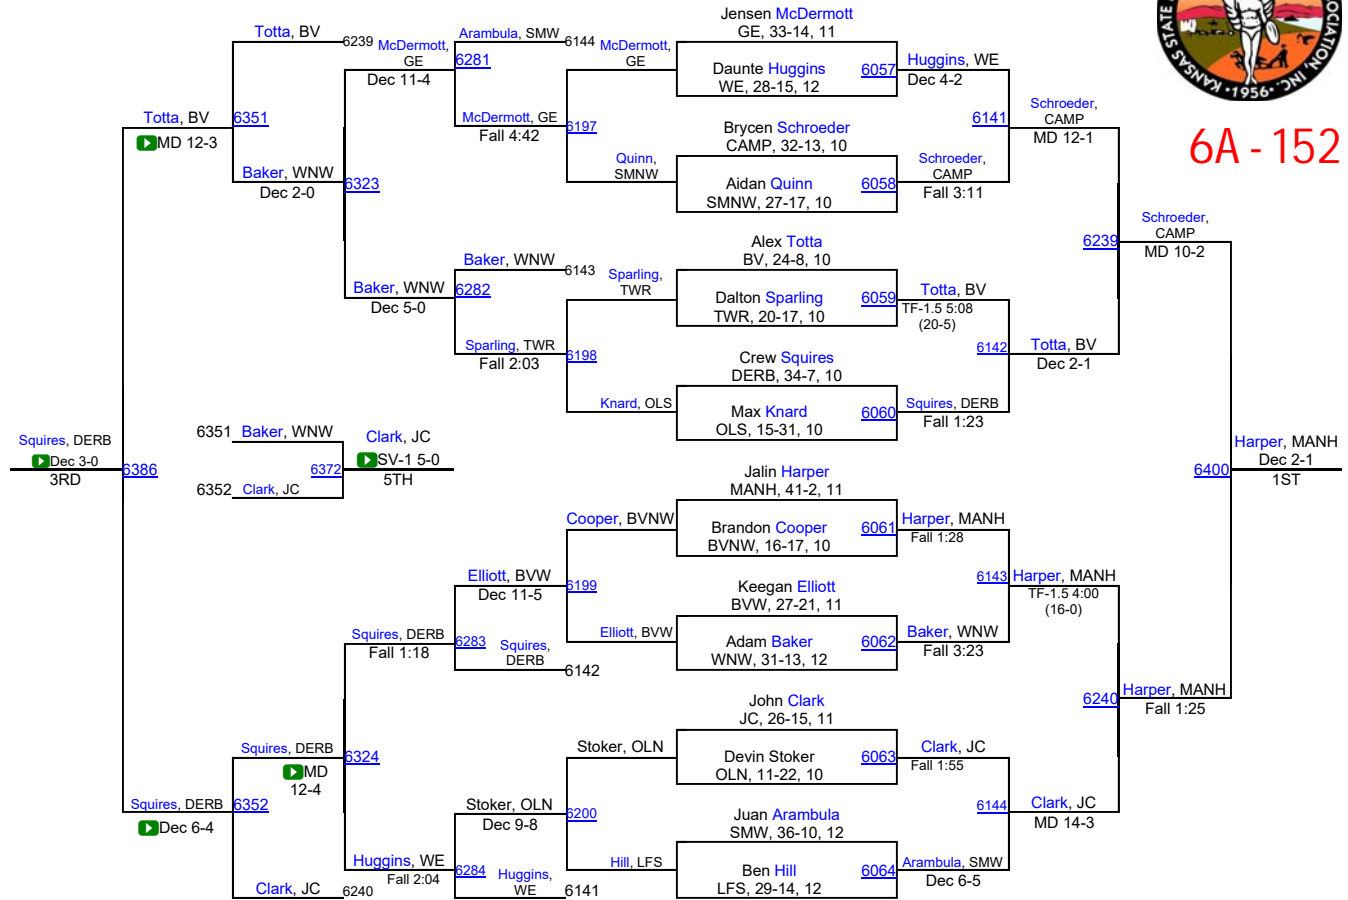 KANSAS STATE
OCIATION, INC.
•1956•
6A - 152
Jensen McDermott
GE, 33-14, 11
Daunte Huggins
WE, 28-15, 12
6057
Huggins, WE
Dec 4-2
Brycen Schroeder
CAMP, 32-13, 10
Aidan Quinn
SMNW, 27-17, 10
6058
Schroeder,
CAMP
Fall 3:11
6141
Schroeder,
CAMP
MD 12-1
Alex Totta
BV, 24-8, 10
Dalton Sparling
TWR, 20-17, 10
6059
Totta, BV
TF-1.5 5:08
(20-5)
Crew Squires
DERB, 34-7, 10
Max Knard
OLS, 15-31, 10
6060
Squires, DERB
Fall 1:23
6142
Totta, BV
Dec 2-1
6239
Schroeder,
CAMP
MD 10-2
Jalin Harper
MANH, 41-2, 11
Brandon Cooper
BVNW, 16-17, 10
6061
Harper, MANH
Fall 1:28
Keegan Elliott
BVW, 27-21, 11
Adam Baker
WNW, 31-13, 12
6062
Baker, WNW
Fall 3:23
6143
Harper, MANH
TF-1.5 4:00
(16-0)
John Clark
JC, 26-15, 11
Devin Stoker
OLN, 11-22, 10
6063
Clark, JC
Fall 1:55
Juan Arambula
SMW, 36-10, 12
Ben Hill
LFS, 29-14, 12
6064
Arambula, SMW
Dec 6-5
6144
Clark, JC
MD 14-3
6240
Harper, MANH
Fall 1:25
6400
Harper, MANH
Dec 2-1
1ST
McDermott,
GE
Quinn,
SMNW
6197
McDermott, GE
Fall 4:42
Arambula, SMW
6144
6281
McDermott,
GE
Dec 11-4
Sparling,
TWR
Knard, OLS
6198
Sparling, TWR
Fall 2:03
Baker, WNW
6143
6282
Baker, WNW
Dec 5-0
6323
Baker, WNW
Dec 2-0
Totta, BV
6239
6351
Totta, BV
MD 12-3
Cooper, BVNW
Elliott, BVW
6199
Elliott, BVW
Dec 11-5
Squires,
DERB
6142
6283
Squires, DERB
Fall 1:18
Stoker, OLN
Hill, LFS
6200
Stoker, OLN
Dec 9-8
Huggins,
WE
6141
6284
Huggins, WE
Fall 2:04
6324
Squires, DERB
MD
12-4
Clark, JC
6240
6352
Squires, DERB
Dec 6-4
6386
Squires, DERB
Dec 3-0
3RD
6351
Baker, WNW
6352
Clark, JC
6372
Clark, JC
SV-1 5-0
5TH